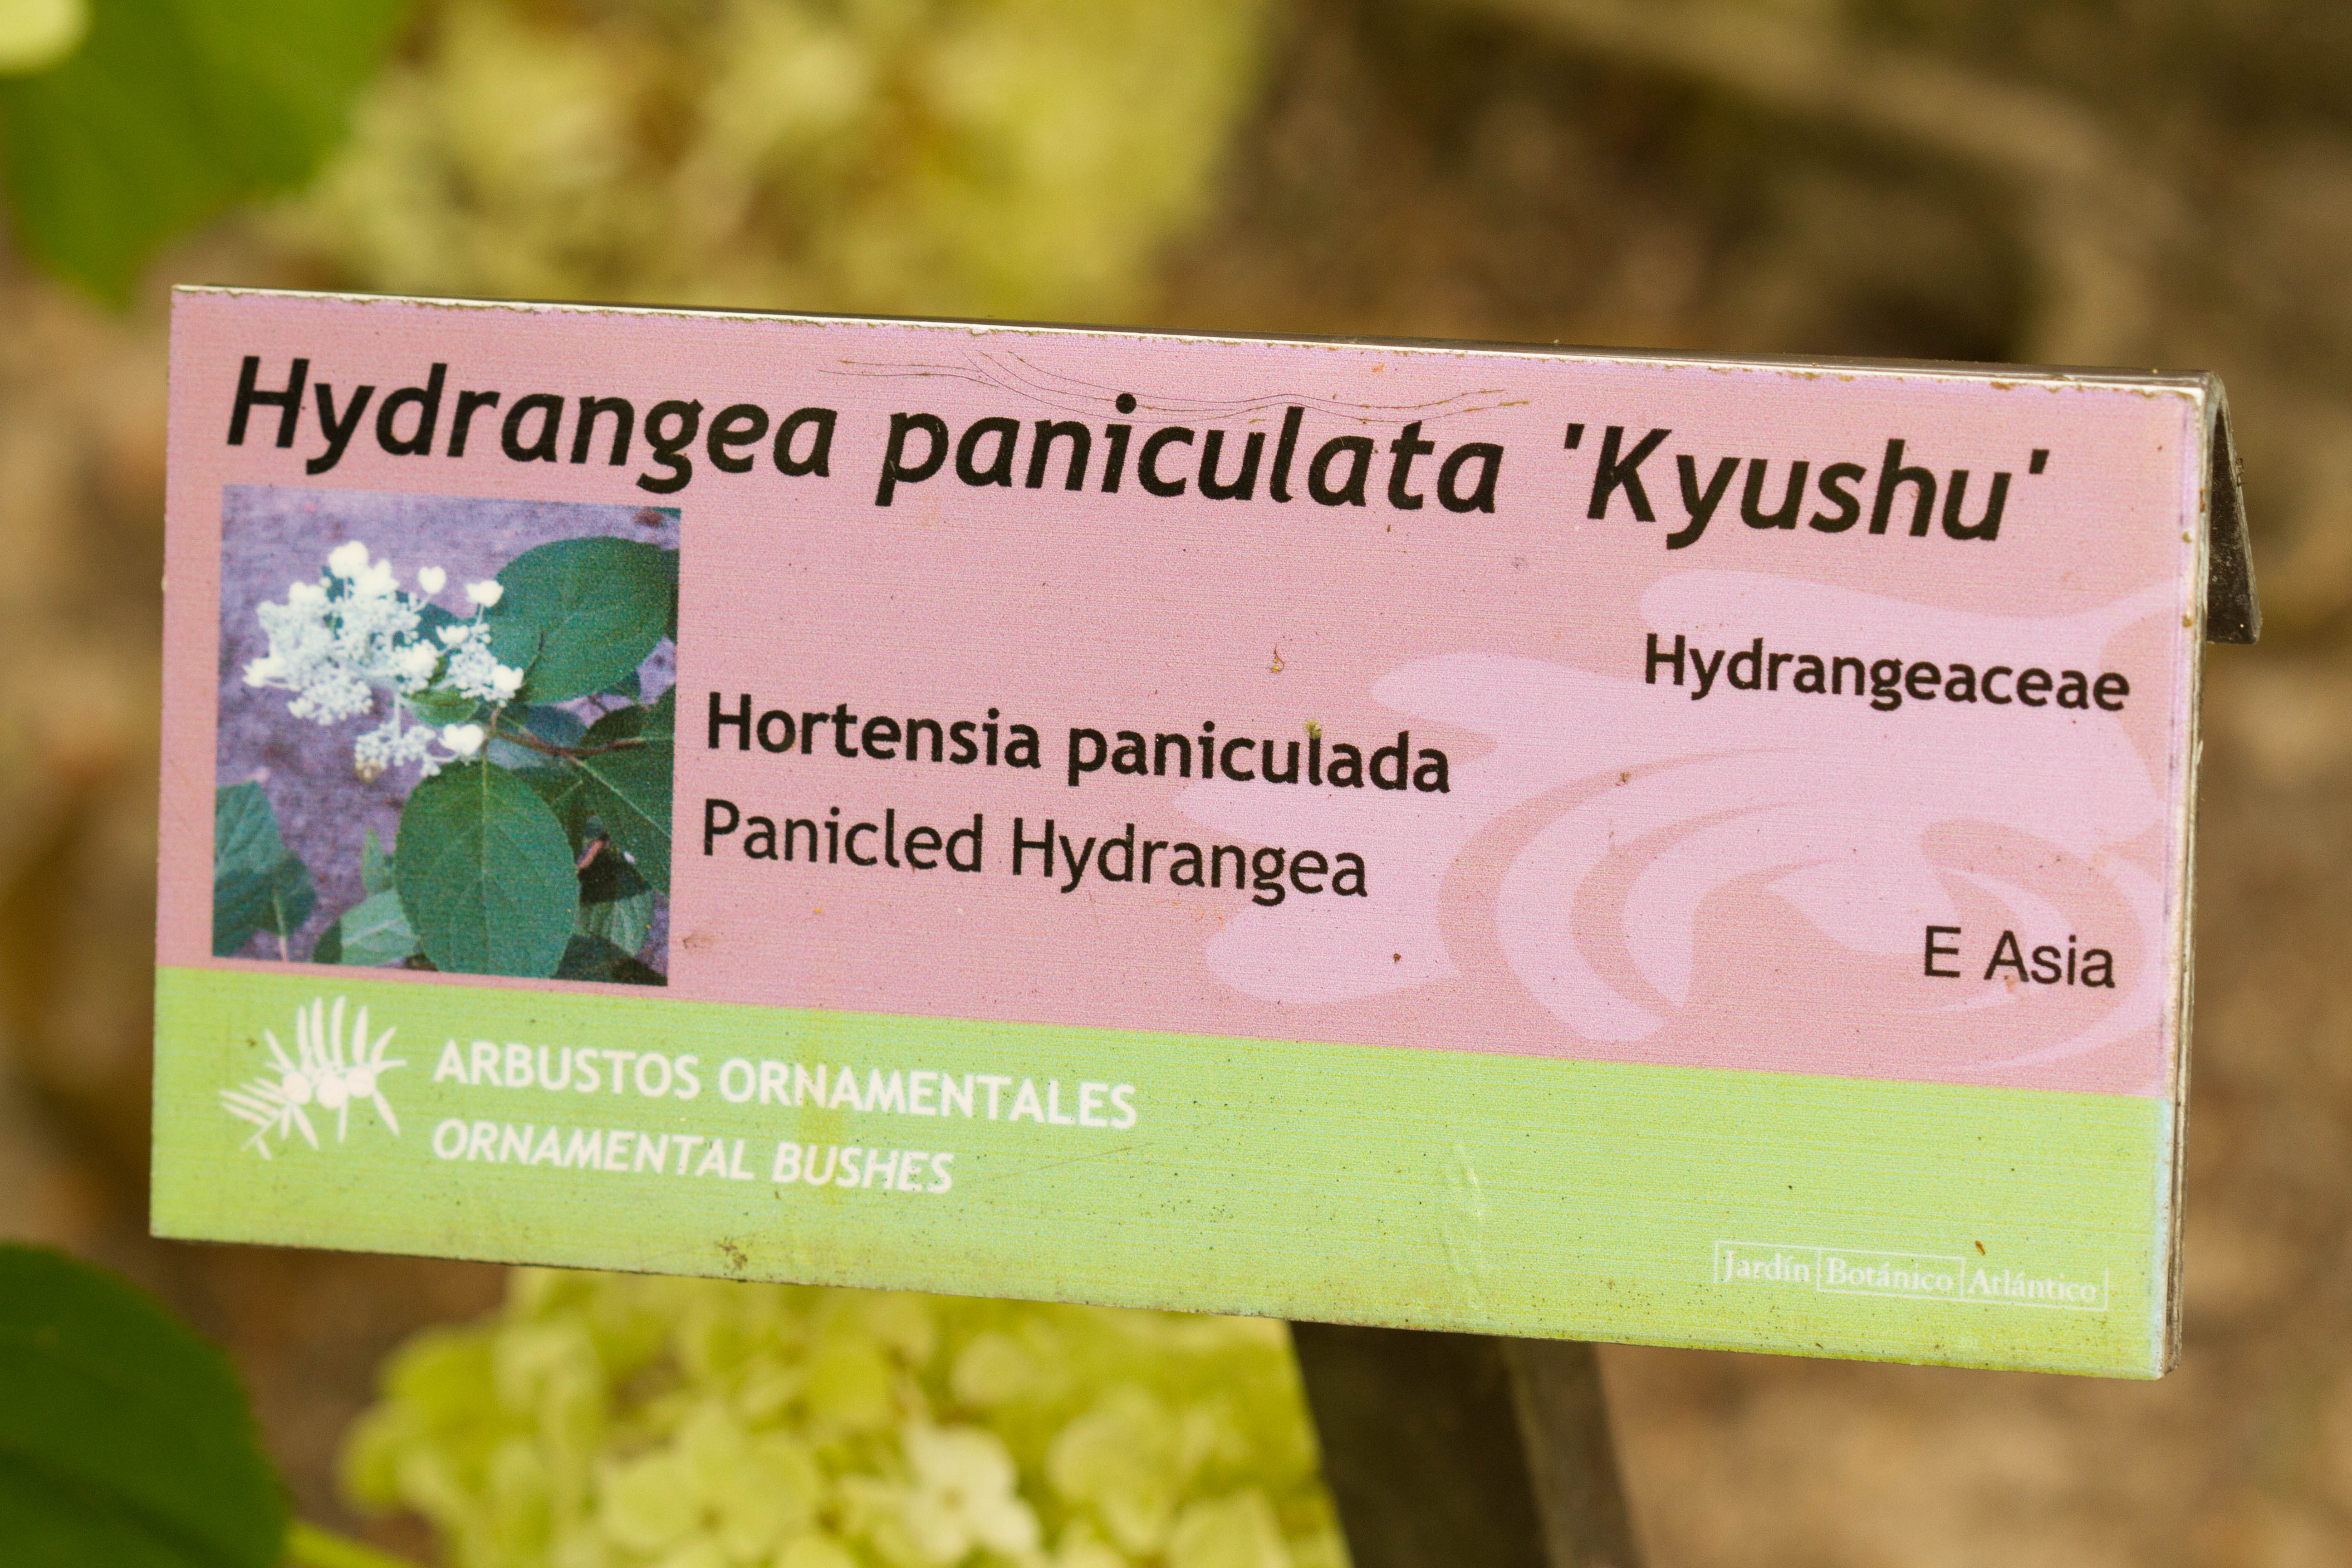 Hydrangea paniculata 'Kyushu'
Hydrangeaceae
Hortensia paniculada
Panicled Hydrangea
E Asia
ARBUSTOS ORNAMENTALES
ORNAMENTAL BUSHES
Jardín Botánico Atlántico